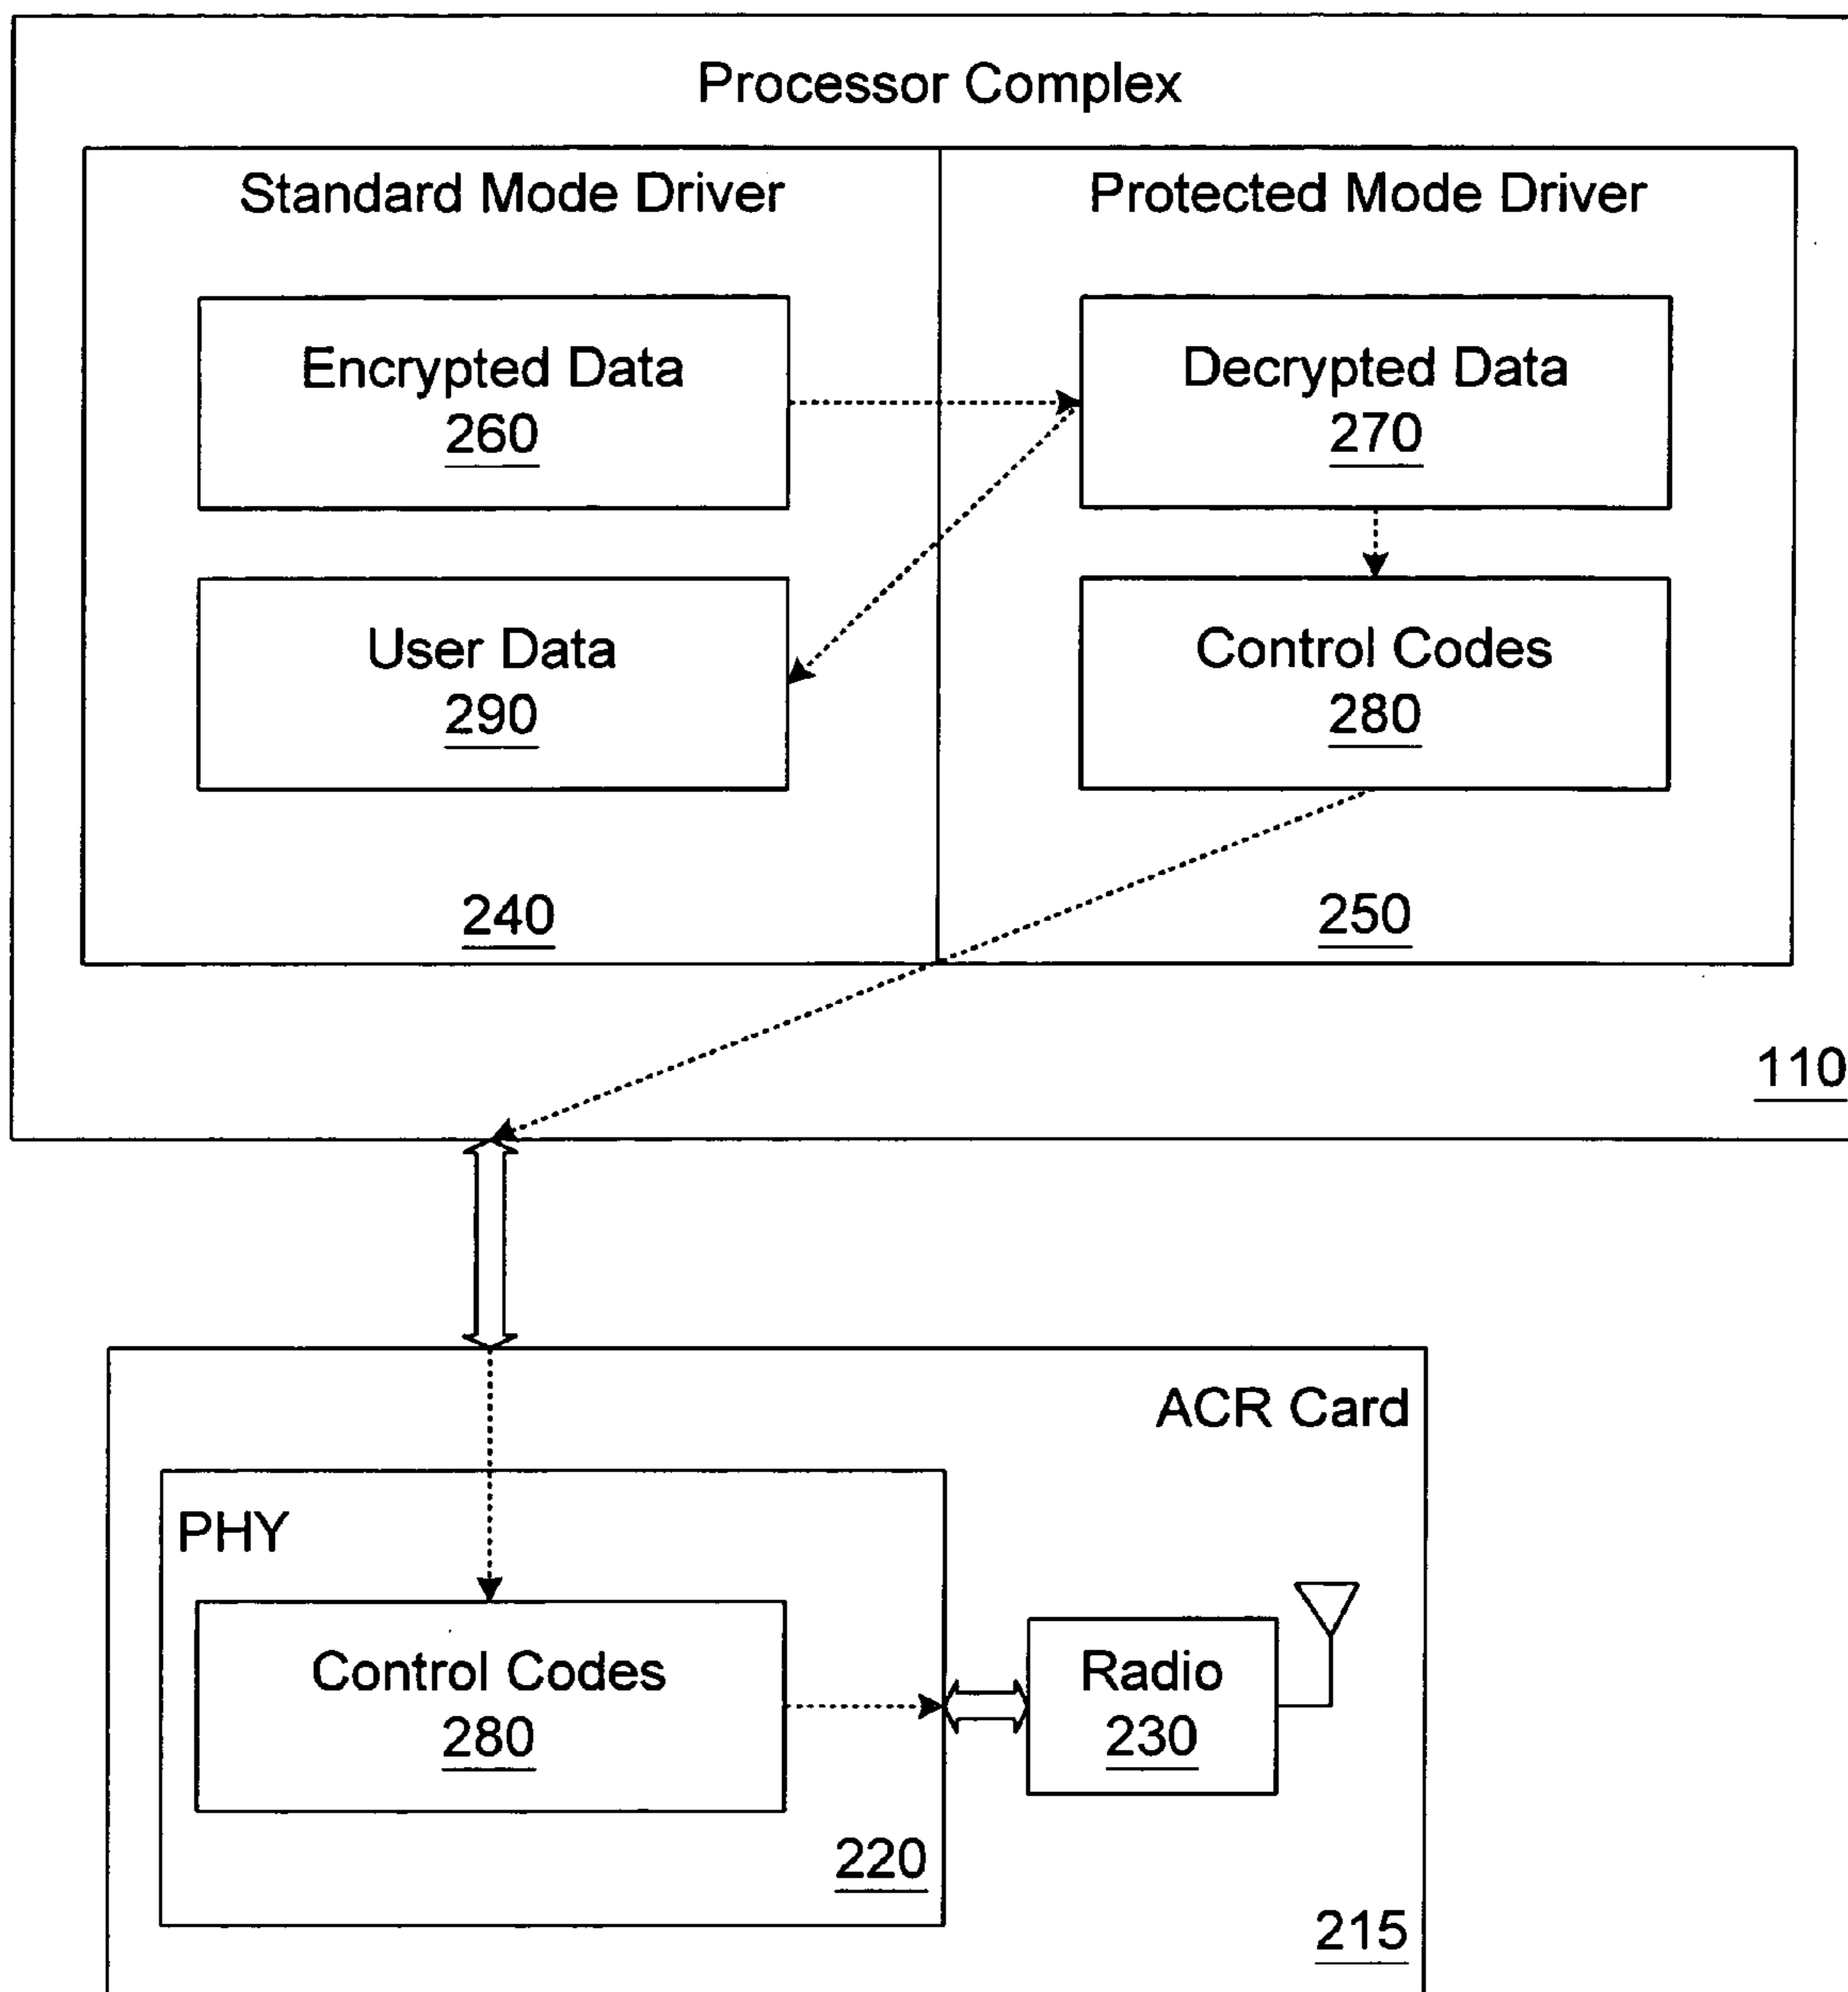 Processor Complex
Standard Mode Driver
Protected Mode Driver
Encrypted Data
260
Decrypted Data
270
User Data
290
Control Codes
280
240
250
110
ACR Card
PHY
Control Codes
280
Radio
230
220
215